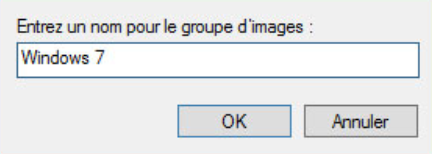 Entrez un nom pour le groupe d'images :
Windows 7
OK
Annuler